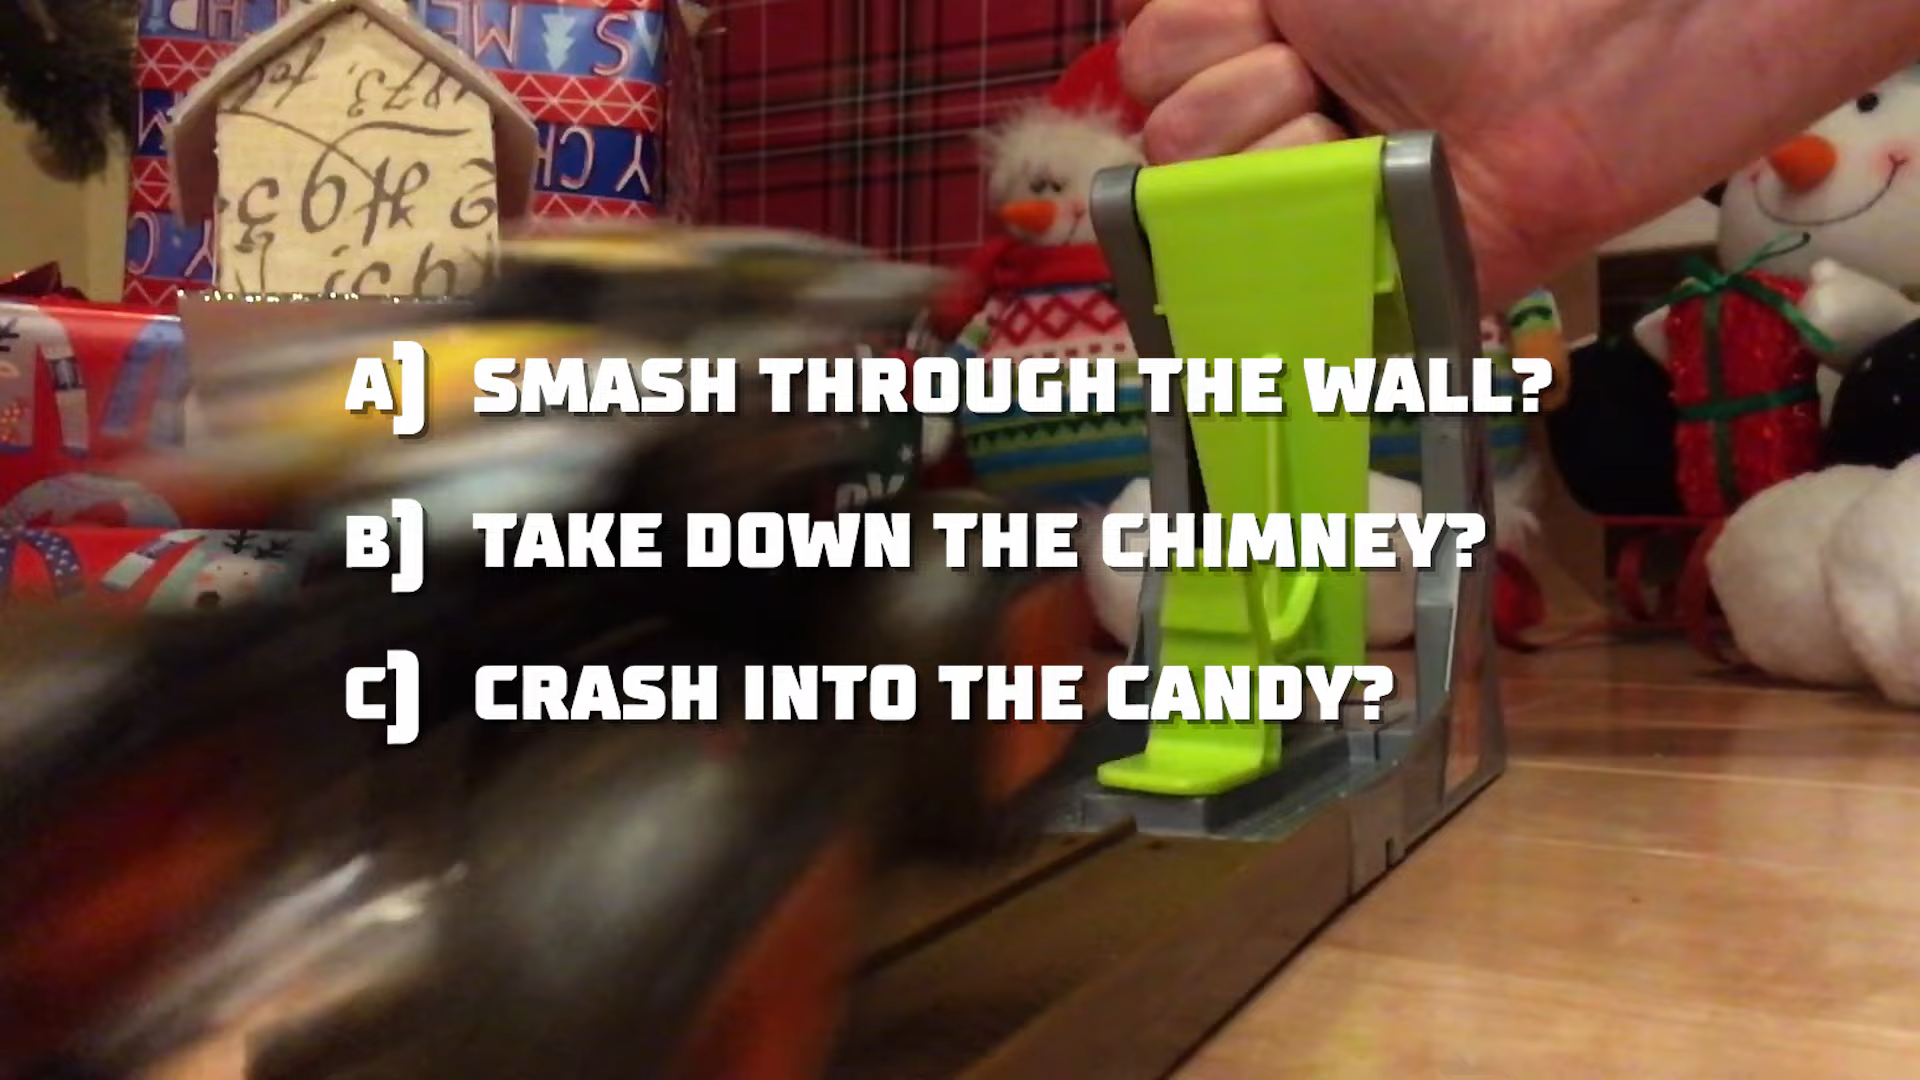 A) SMASH THROUGH THE WALL?
B) TAKE DOWN THE CHIMNEY?
C) CRASH INTO THE CANDY?